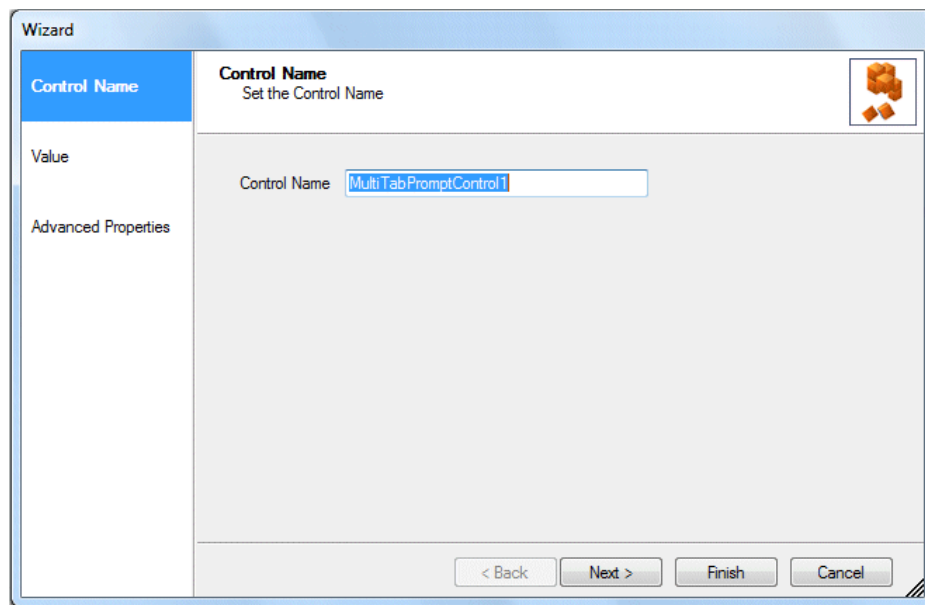 Wizard
Control Name
Control Name
Set the Control Name
Value
Control Name MultiTabPromptControl1
Advanced Properties
< Back Next > Finish Cancel